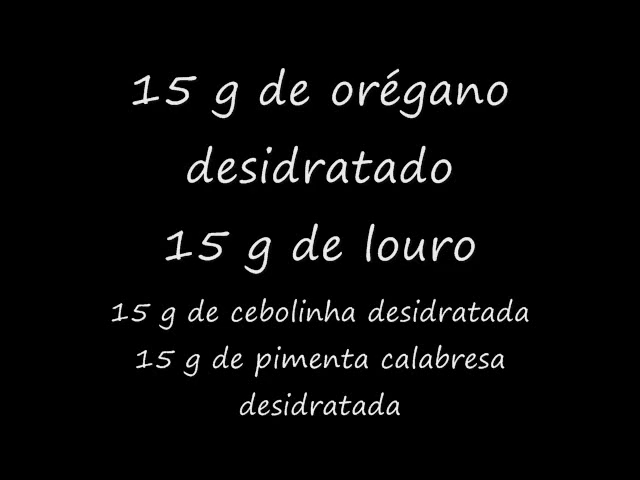 15 g de orégano
desidratado
15 g de louro
15 g de cebolinha desidratada
15 g de pimenta calabresa
desidratada